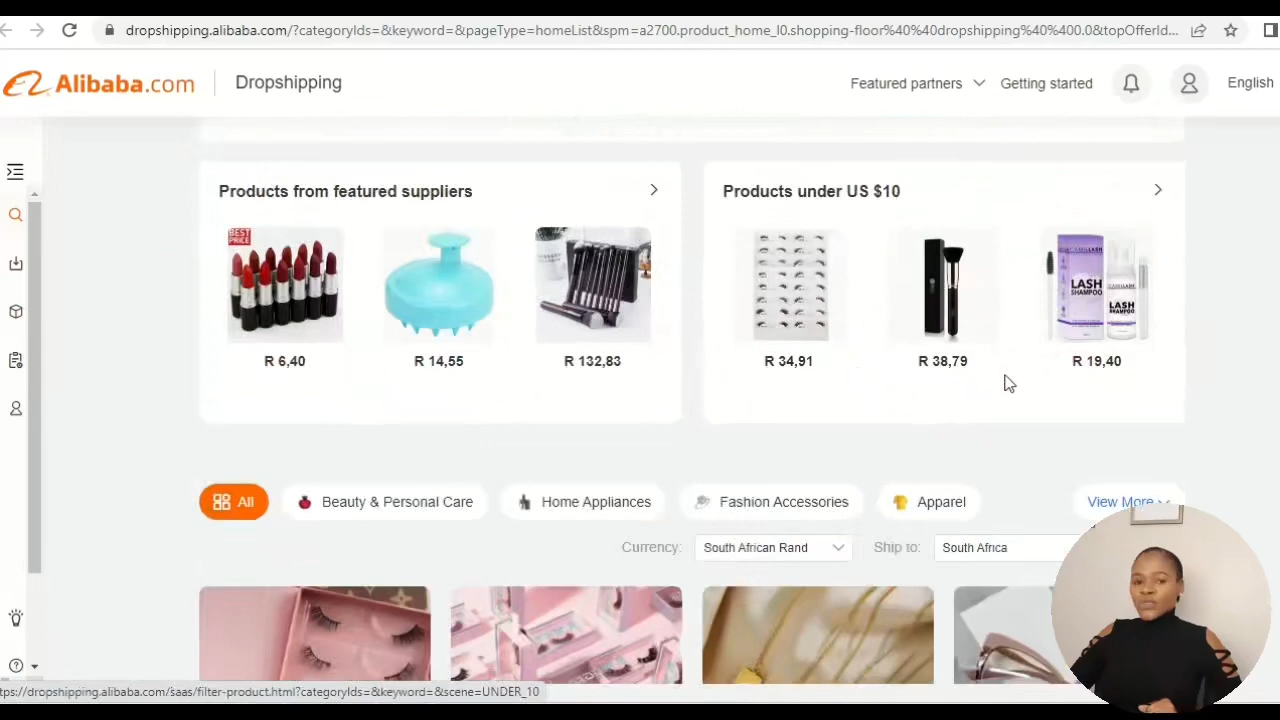 dropshipping.alibaba.com/?categoryIds=&keyword=&pageType=homeList&spm=a2700.product_home_l0.shopping-floor%40%40dropshipping%40%400.0&topOfferId...
Alibaba.com
Dropshipping
Featured partners
Getting started
English
Products from featured suppliers
Products under US $10
BEST PRICE
LASH SHAMPOO
LASH SHAMPOO
R 6,40
R 14,55
R 132,83
R 34,91
R 38,79
R 19,40
All
Beauty & Personal Care
Home Appliances
Fashion Accessories
Apparel
View More
Currency:
South African Rand
Ship to:
South Africa
tps://dropshipping.alibaba.com/saas/filter-product.html?categoryIds=&keyword=&scene=UNDER_10